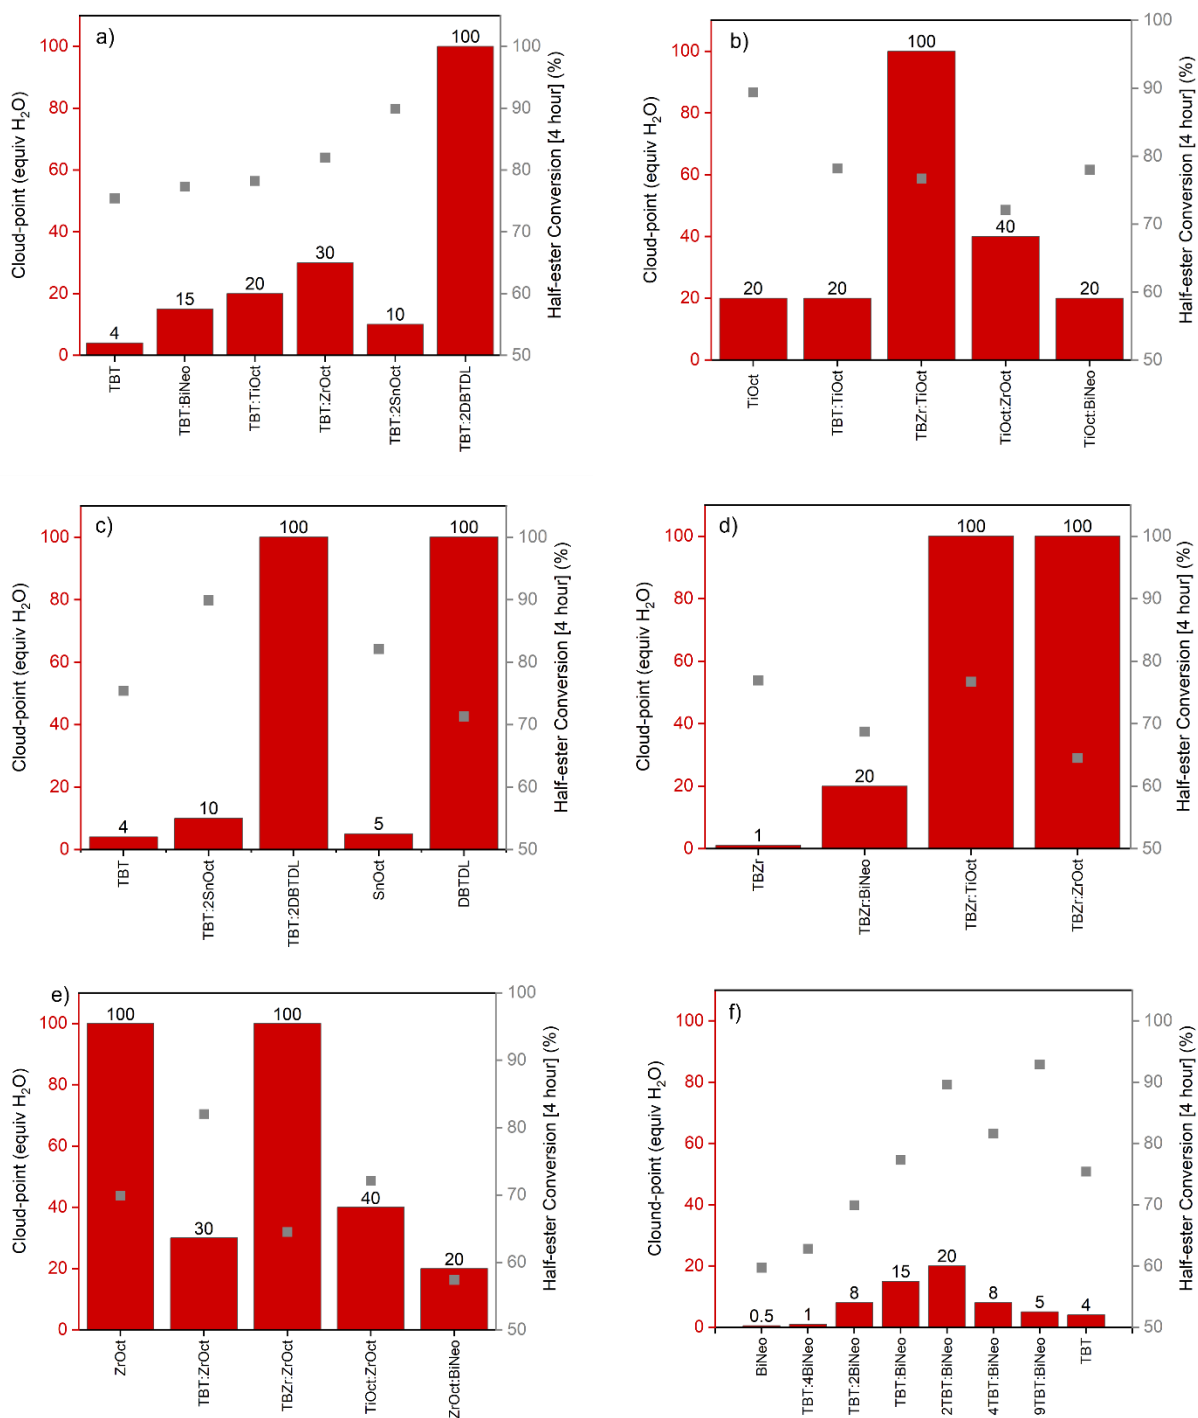 a)
Cloud-point (equiv H2O)
Half-ester Conversion [4 hour] (%)
0
20
40
60
80
100
50
60
70
80
90
100
4
15
20
30
10
100
TBT
TBT:BiNeo
TBT:TiOct
TBT:ZrOct
TBT:2SnOct
TBT:2DBTDL
b)
Cloud-point (equiv H2O)
Half-ester Conversion [4 hour] (%)
0
20
40
60
80
100
50
60
70
80
90
100
20
20
100
40
20
TiOct
TBT:TiOct
TBZr:TiOct
TiOct:ZrOct
TiOct:BiNeo
c)
Cloud-point (equiv H2O)
Half-ester Conversion [4 hour] (%)
0
20
40
60
80
100
50
60
70
80
90
100
4
10
100
5
100
TBT
TBT:2SnOct
TBT:2DBTDL
SnOct
DBTDL
d)
Cloud-point (equiv H2O)
Half-ester Conversion [4 hour] (%)
0
20
40
60
80
100
50
60
70
80
90
100
1
20
100
100
TBZr
TBZr:BiNeo
TBZr:TiOct
TBZr:ZrOct
e)
Cloud-point (equiv H2O)
Half-ester Conversion [4 hour] (%)
0
20
40
60
80
100
50
60
70
80
90
100
100
30
100
40
20
ZrOct
TBT:ZrOct
TBZr:ZrOct
TiOct:ZrOct
ZrOct:BiNeo
f)
Clound-point (equiv H2O)
Half-ester Conversion [4 hour] (%)
0
20
40
60
80
100
50
60
70
80
90
100
0.5
1
8
15
20
8
5
4
BiNeo
TBT:4BiNeo
TBT:2BiNeo
TBT:BiNeo
2TBT:BiNeo
4TBT:BiNeo
9TBT:BiNeo
TBT